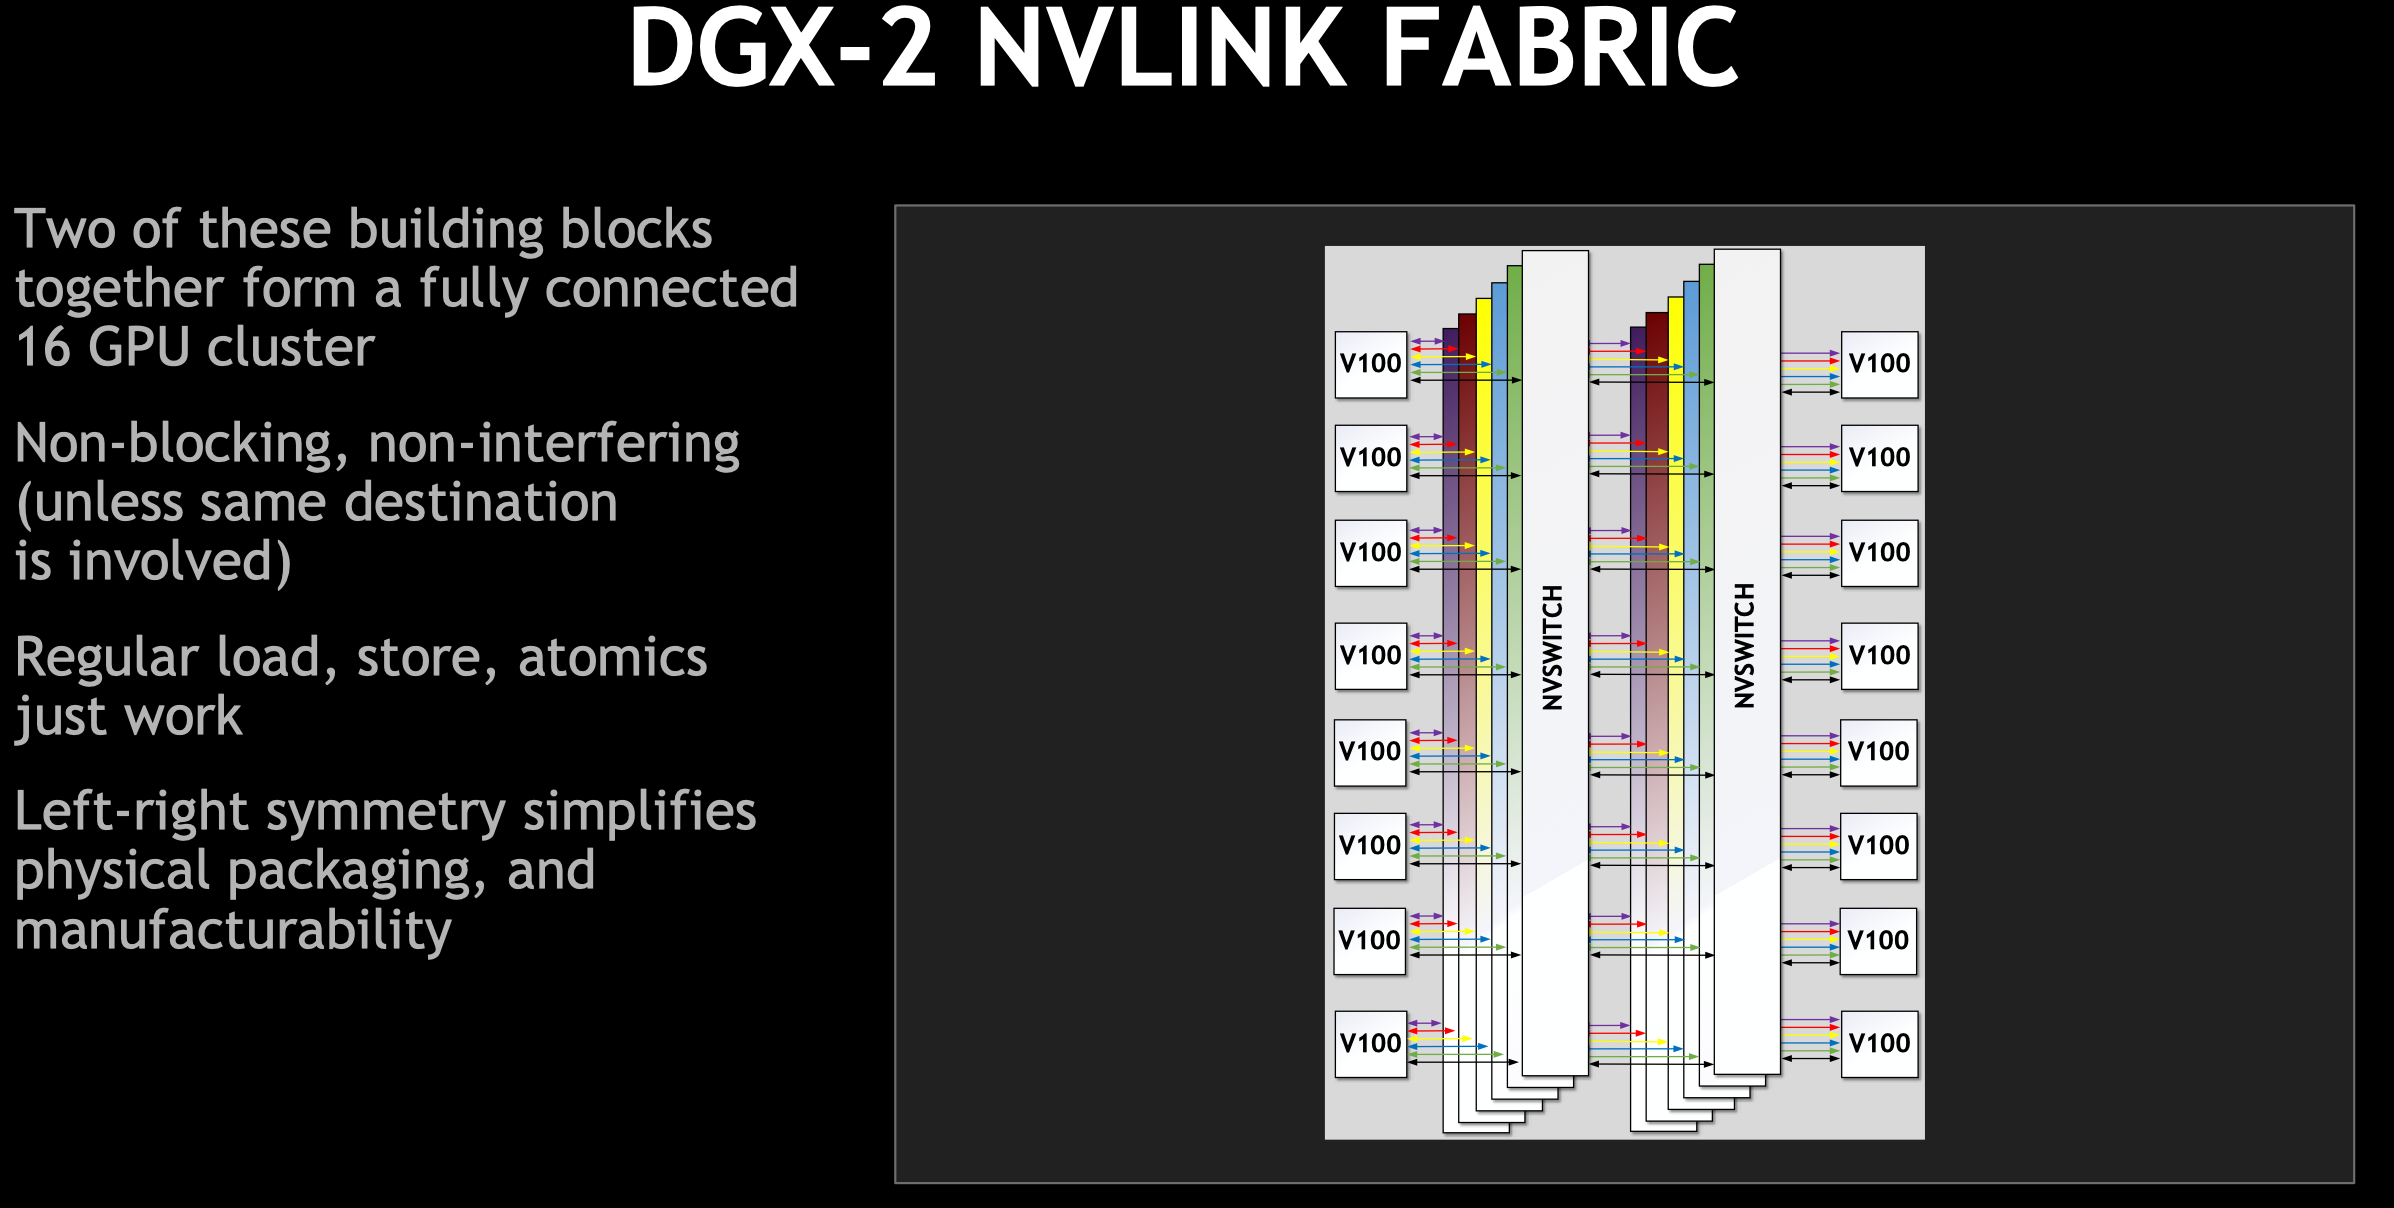 DGX-2 NVLINK FABRIC
Two of these building blocks
together form a fully connected
16 GPU cluster
Non-blocking, non-interfering
(unless same destination
is involved)
Regular load, store, atomics
just work
Left-right symmetry simplifies
physical packaging, and
manufacturability
V100
V100
V100
V100
V100
V100
V100
V100
NVSWITCH
NVSWITCH
V100
V100
V100
V100
V100
V100
V100
V100